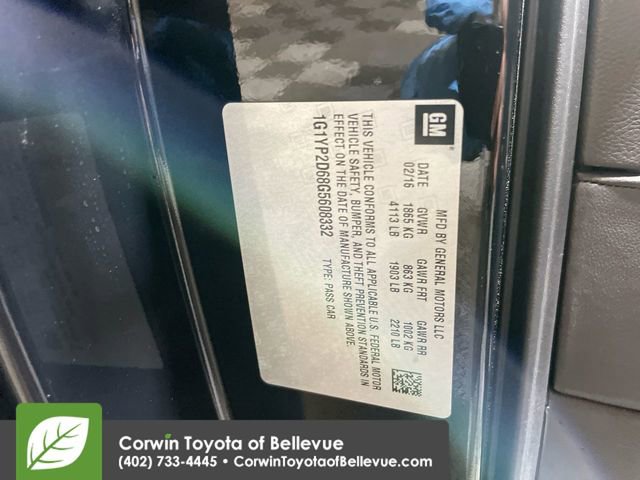 GM
MFD BY GENERAL MOTORS LLC
DATE GVWR GAWR FRT GAWR RR
02/16 1865 KG 863 KG 1002 KG
4113 LB 1903 LB 2210 LB
THIS VEHICLE CONFORMS TO ALL APPLICABLE U.S. FEDERAL MOTOR
VEHICLE SAFETY, BUMPER, AND THEFT PREVENTION STANDARDS IN
EFFECT ON THE DATE OF MANUFACTURE SHOWN ABOVE.
1G1YP2D68G5608332 TYPE: PASS CAR
Corwin Toyota of Bellevue
(402) 733-4445 • CorwinToyotaofBellevue.com